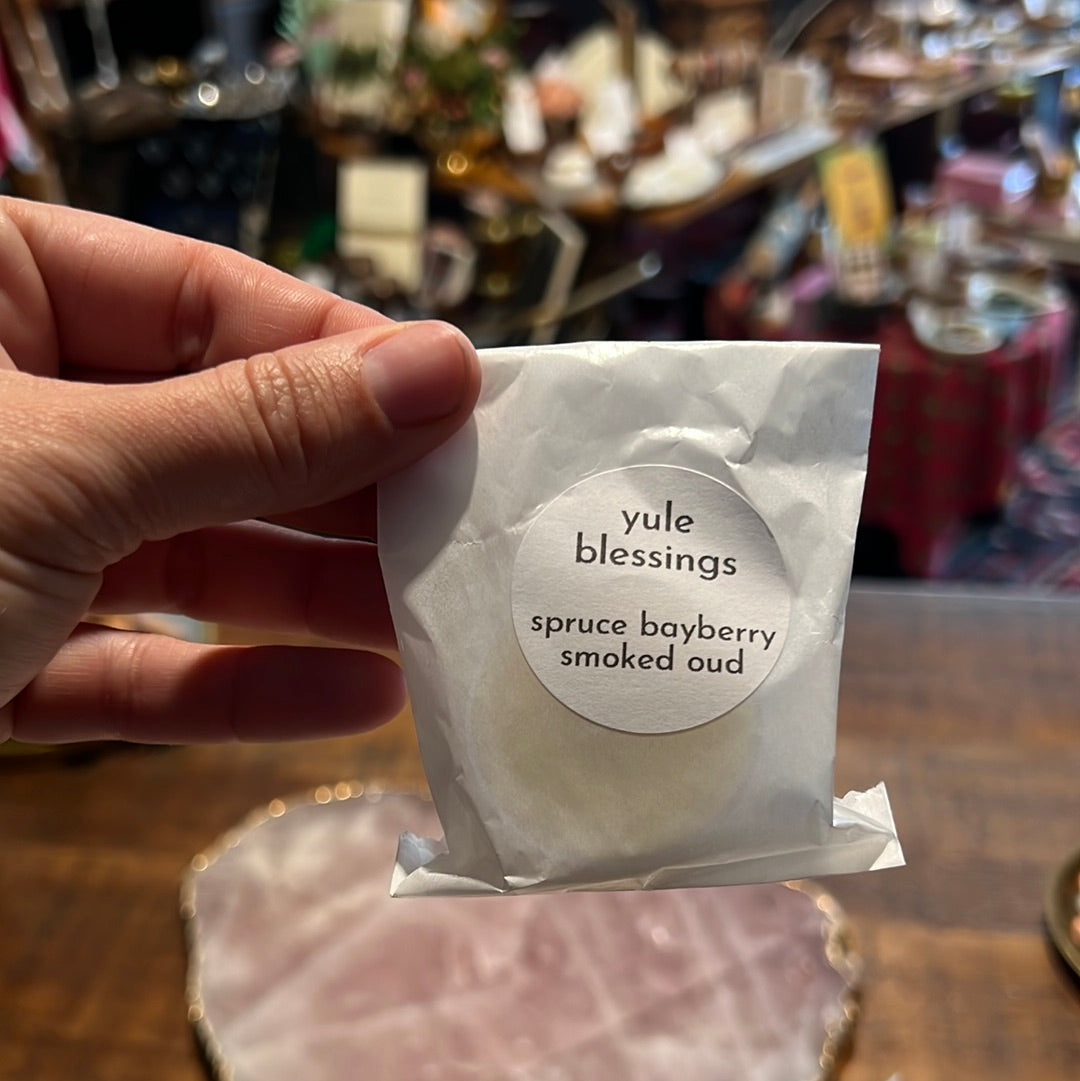 yule
blessings
spruce bayberry
smoked oud